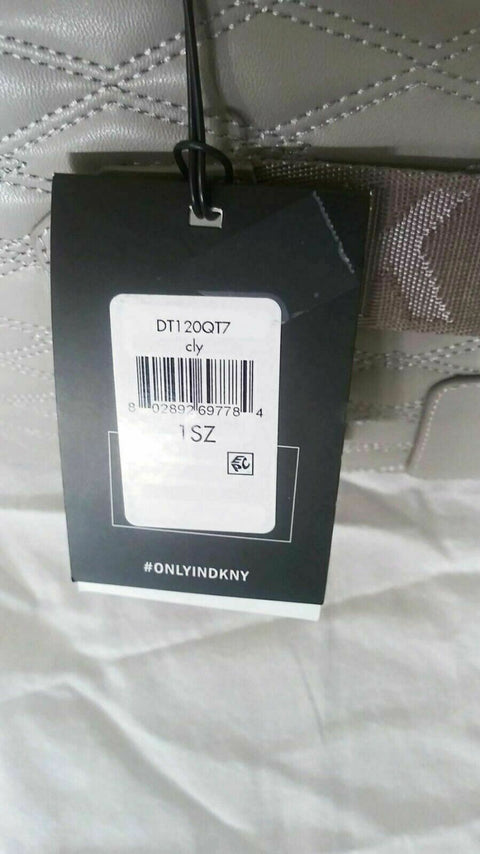 DT120QT7
cly
8 02892 69778 4
1SZ
#ONLYINDKNY